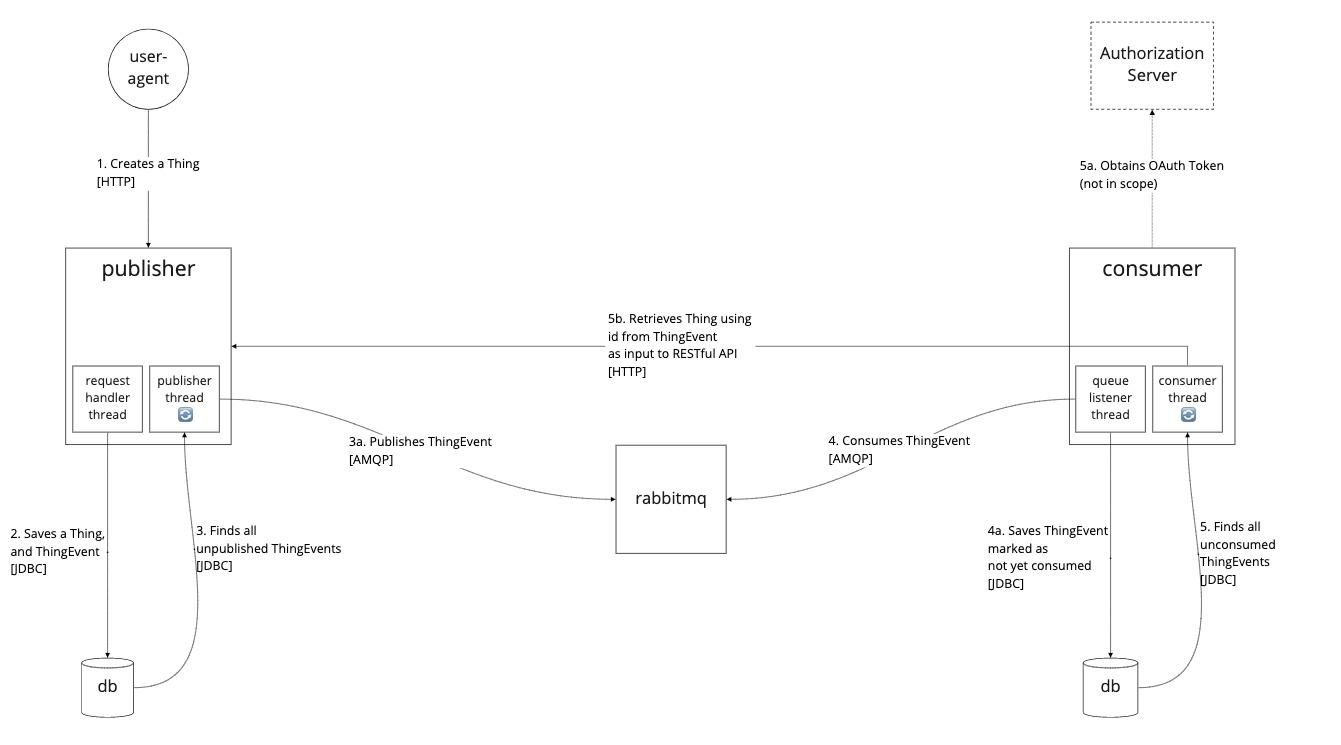 user-
agent
Authorization
Server
1. Creates a Thing
[HTTP]
5a. Obtains OAuth Token
(not in scope)
publisher
consumer
5b. Retrieves Thing using
id from ThingEvent
as input to RESTful API
[HTTP]
request
handler
thread
publisher
thread
queue
listener
thread
consumer
thread
3a. Publishes ThingEvent
[AMQP]
4. Consumes ThingEvent
[AMQP]
rabbitmq
2. Saves a Thing,
and ThingEvent
[JDBC]
3. Finds all
unpublished ThingEvents
[JDBC]
4a. Saves ThingEvent
marked as
not yet consumed
[JDBC]
5. Finds all
unconsumed
ThingEvents
[JDBC]
db
db